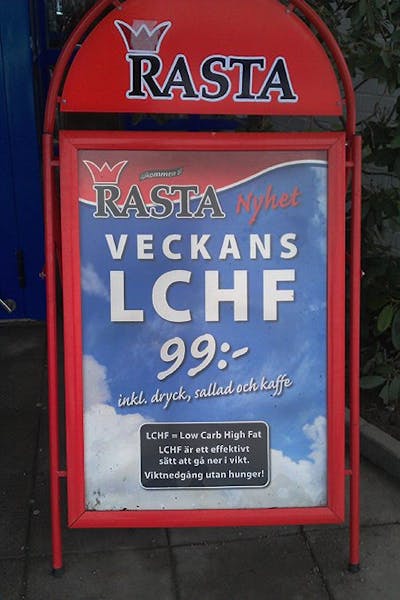 RASTA
RASTA Nyhet
VECKANS
LCHF
99:-
inkl. dryck, sallad och kaffe
LCHF = Low Carb High Fat
LCHF är ett effektivt
sätt att gå ner i vikt.
Viktnedgång utan hunger!